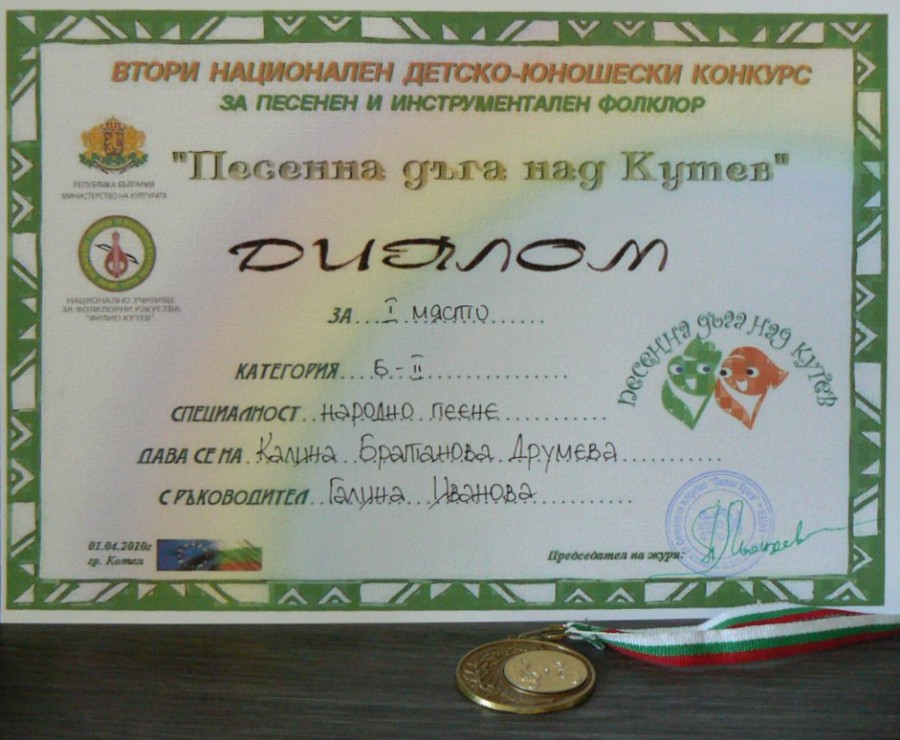 ВТОРИ НАЦИОНАЛЕН ДЕТСКО-ЮНОШЕСКИ КОНКУРС
ЗА ПЕСЕНЕН И ИНСТРУМЕНТАЛЕН ФОЛКЛОР
"Песенна дъга над Кутев"
РЕПУБЛИКА БЪЛГАРИЯ
МИНИСТЕРСТВО НА КУЛТУРАТА
НАЦИОНАЛНО УЧИЛИЩЕ
ЗА ФОЛКЛОРНИ ИЗКУСТВА
"ФИЛИП КУТЕВ"
ДИПЛОМ
ЗА...I място......
КАТЕГОРИЯ....Б.-II..............
СПЕЦИАЛНОСТ..народно пеене..........
ДАВА СЕ НА.Калина.Братанова.Друмева...........
С РЪКОВОДИТЕЛ..Галина..Иванова..........
ПЕСЕННА ДЪГА НАД КУТЕВ
01.04.2010г
гр. Котел
Председател на жури: